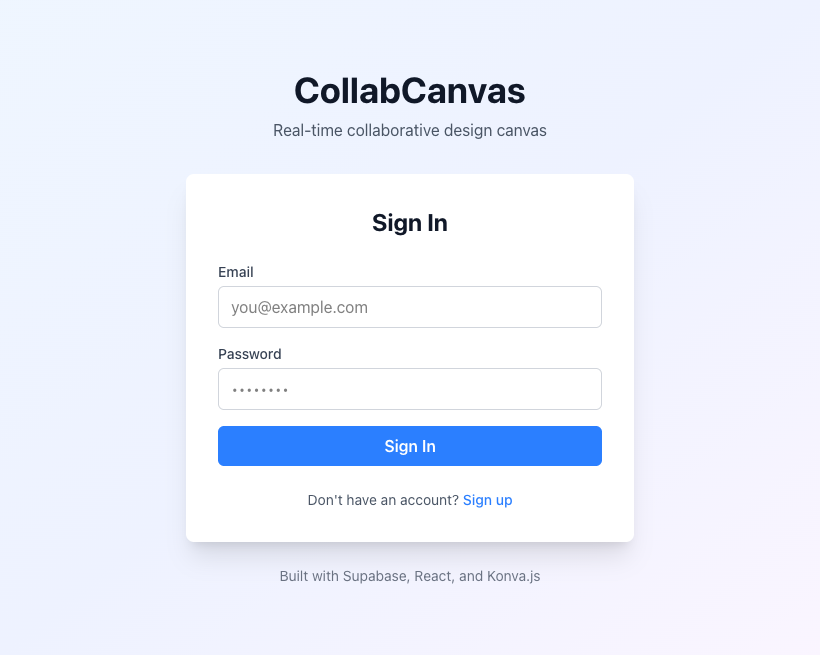 CollabCanvas
Real-time collaborative design canvas
Sign In
Email
you@example.com
Password
••••••••
Sign In
Don't have an account? Sign up
Built with Supabase, React, and Konva.js